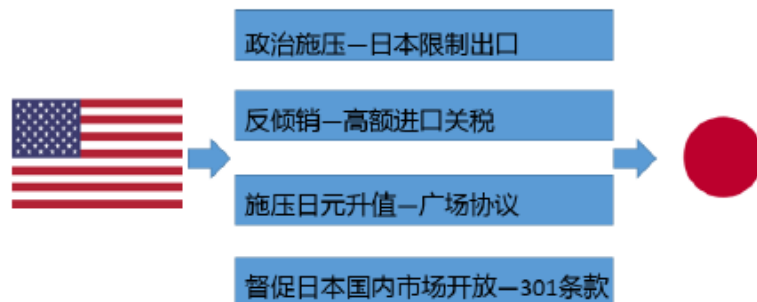 政治施压—日本限制出口
反倾销—高额进口关税
施压日元升值—广场协议
督促日本国内市场开放—301条款